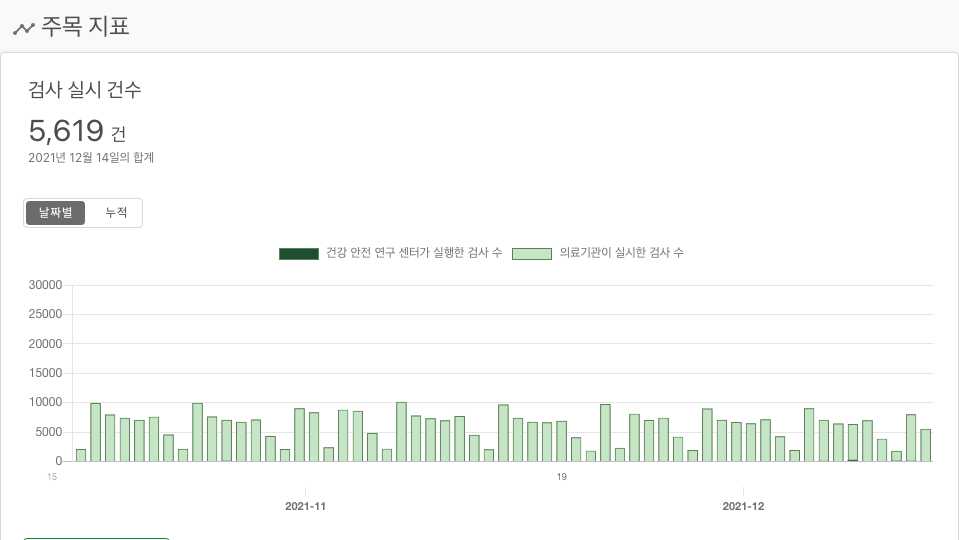 주목 지표
검사 실시 건수
5,619 건
2021년 12월 14일의 합계
날짜별 누적
건강 안전 연구 센터가 실행한 검사 수 의료기관이 실시한 검사 수
30000
25000
20000
15000
10000
5000
0
15 19
2021-11 2021-12